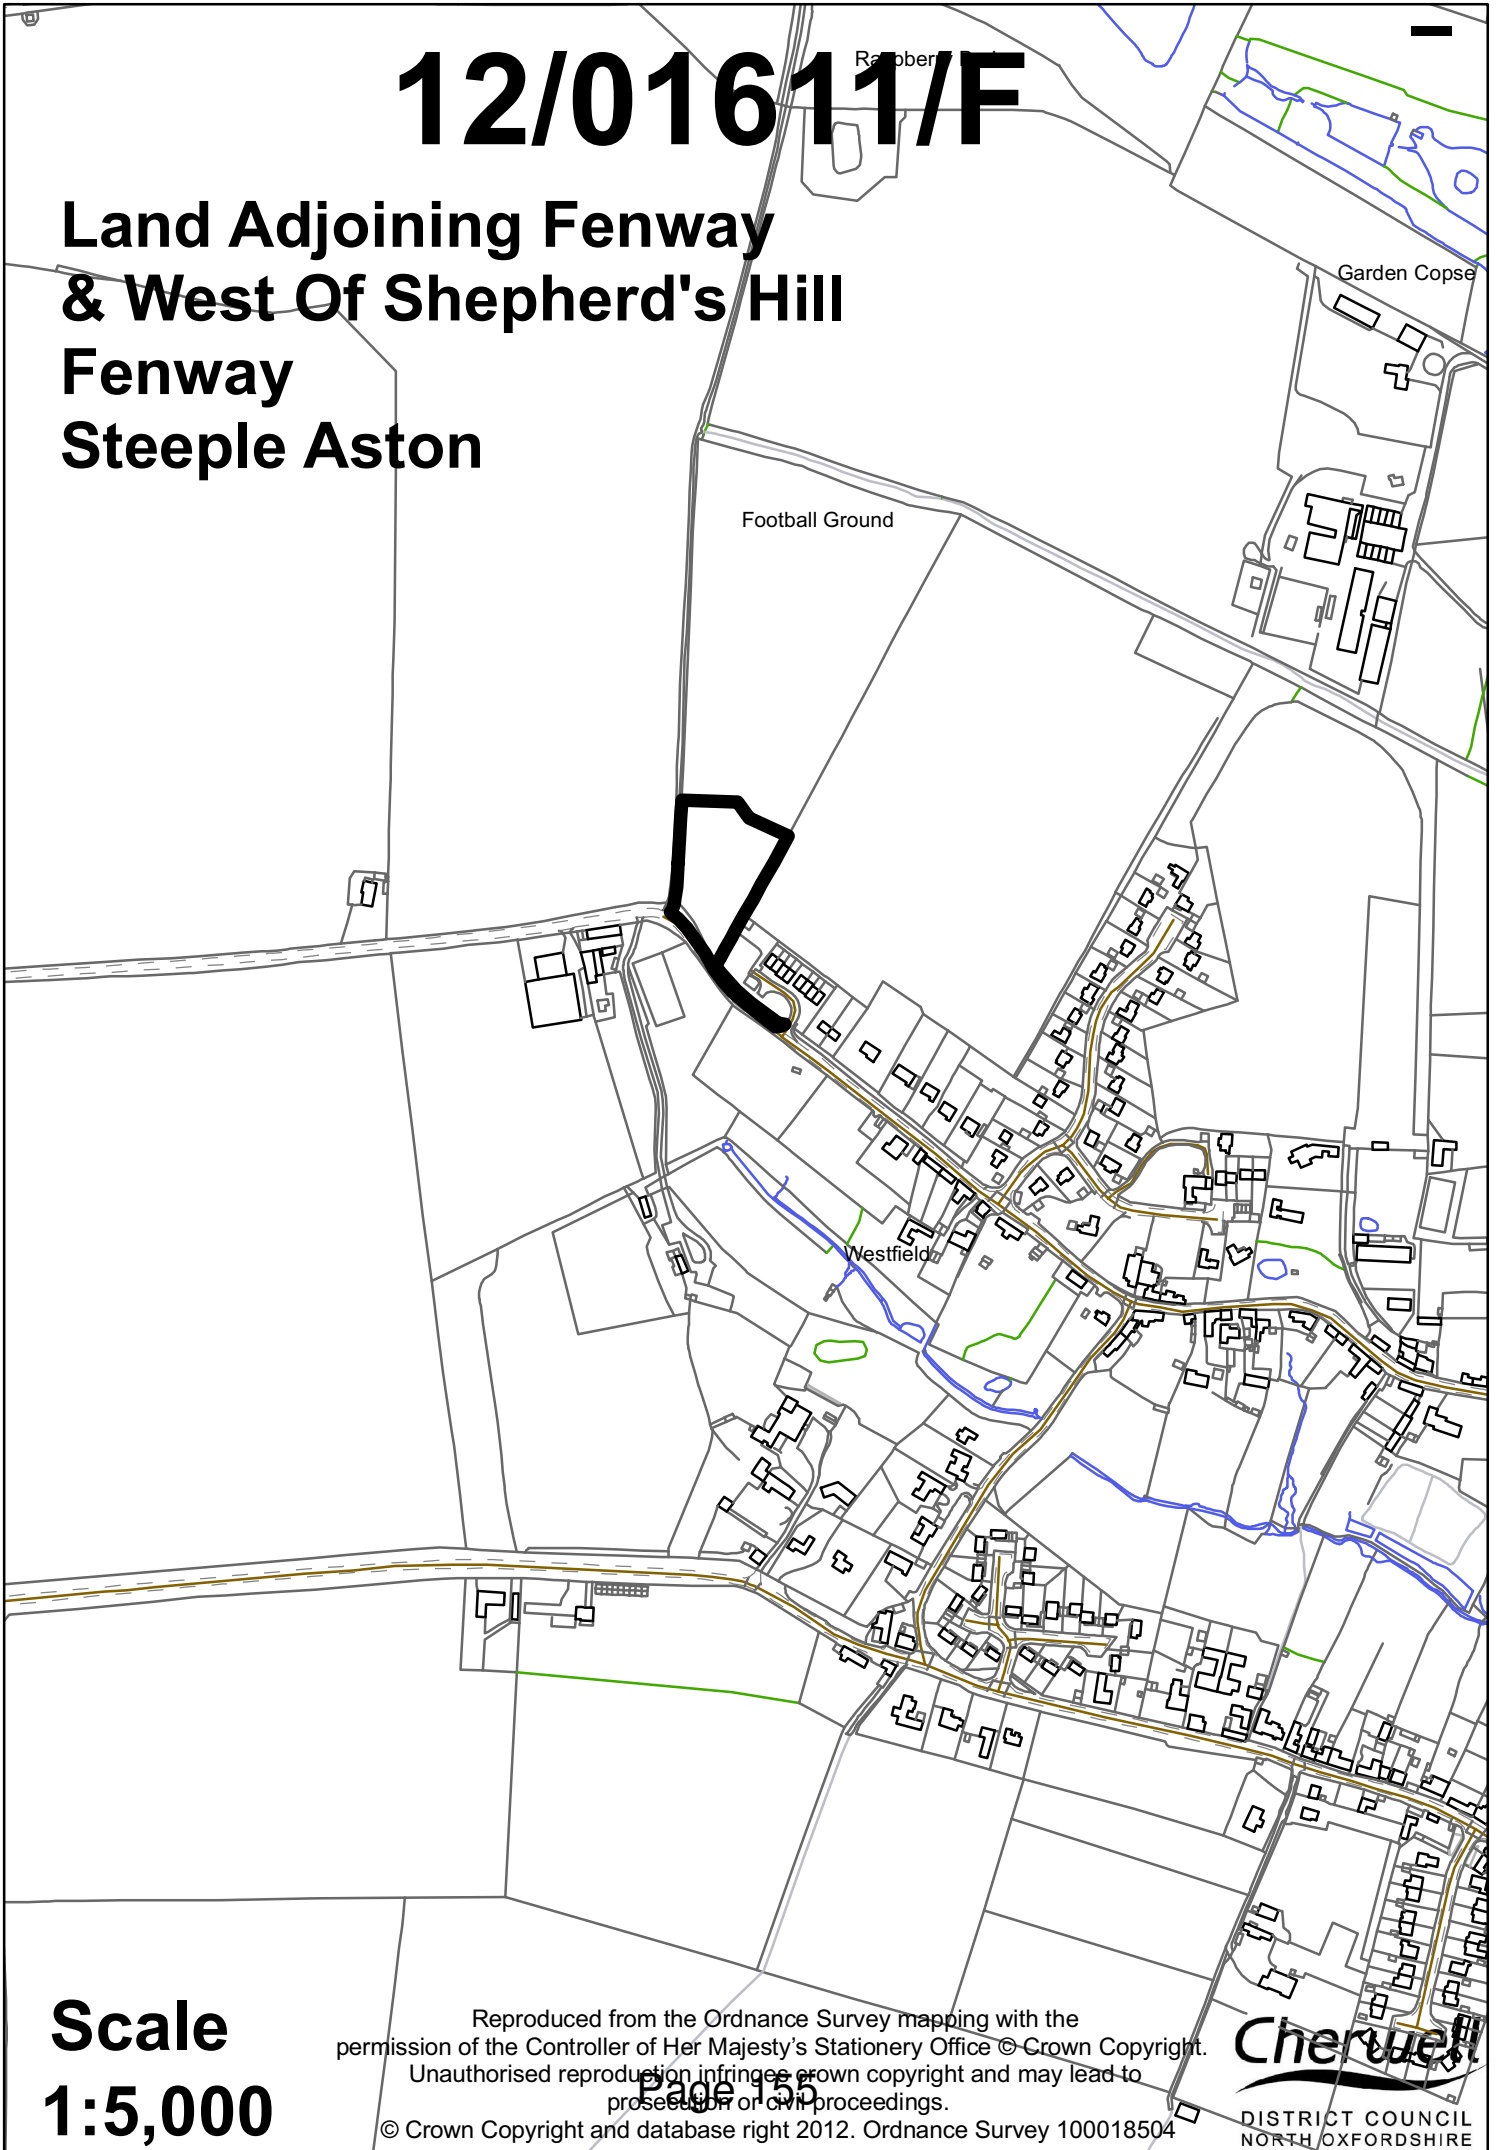 12/01611/F
Land Adjoining Fenway
& West Of Shepherd's Hill
Fenway
Steeple Aston
Garden Copse
Football Ground
Westfield
Scale
1:5,000
Reproduced from the Ordnance Survey mapping with the
permission of the Controller of Her Majesty's Stationery Office © Crown Copyright.
Unauthorised reproduction infringes crown copyright and may lead to
prosecution or civil proceedings.
© Crown Copyright and database right 2012. Ordnance Survey 100018504
Page 155
Cherwell
DISTRICT COUNCIL
NORTH OXFORDSHIRE